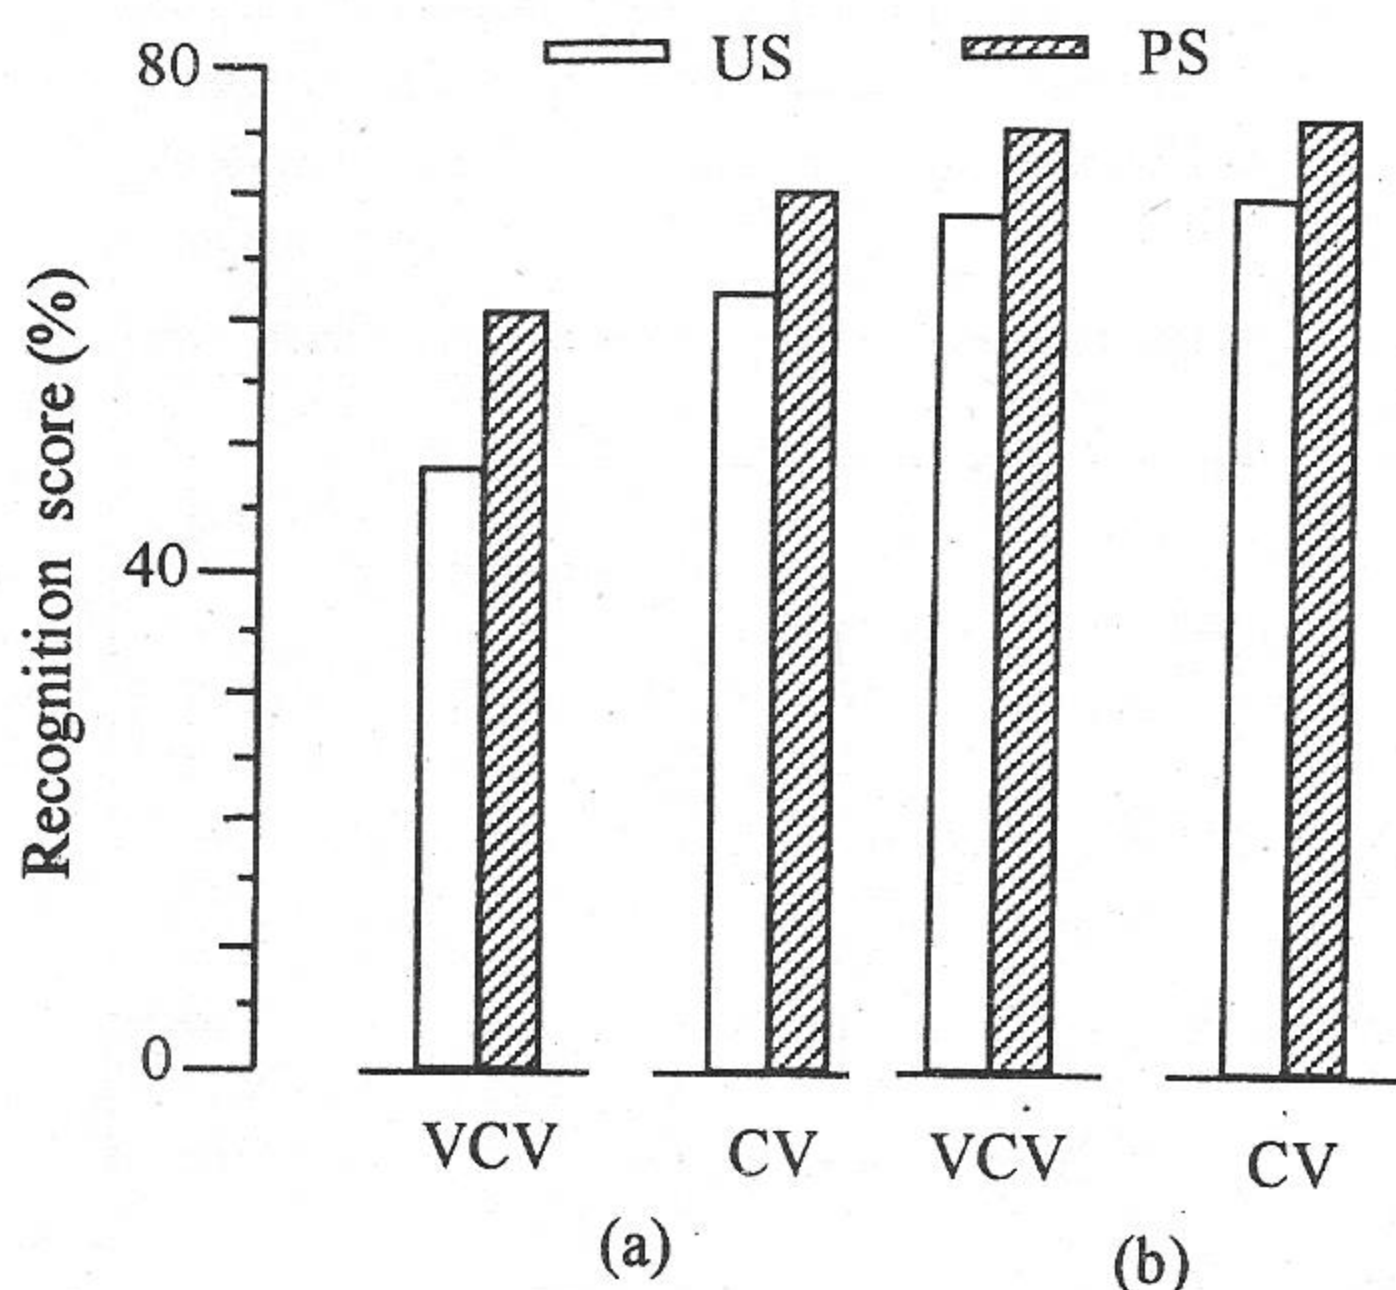 US PS
80
40
0
Recognition score (%)
VCV CV VCV CV
(a) (b)